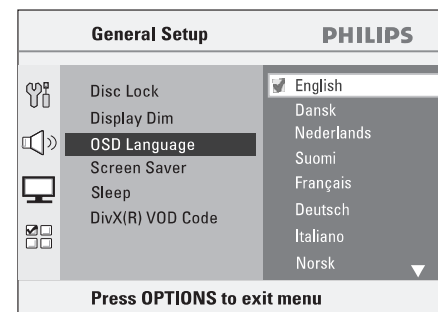 General Setup
PHILIPS
Disc Lock
Display Dim
OSD Language
Screen Saver
Sleep
DivX(R) VOD Code
English
Dansk
Nederlands
Suomi
Français
Deutsch
Italiano
Norsk
Press OPTIONS to exit menu